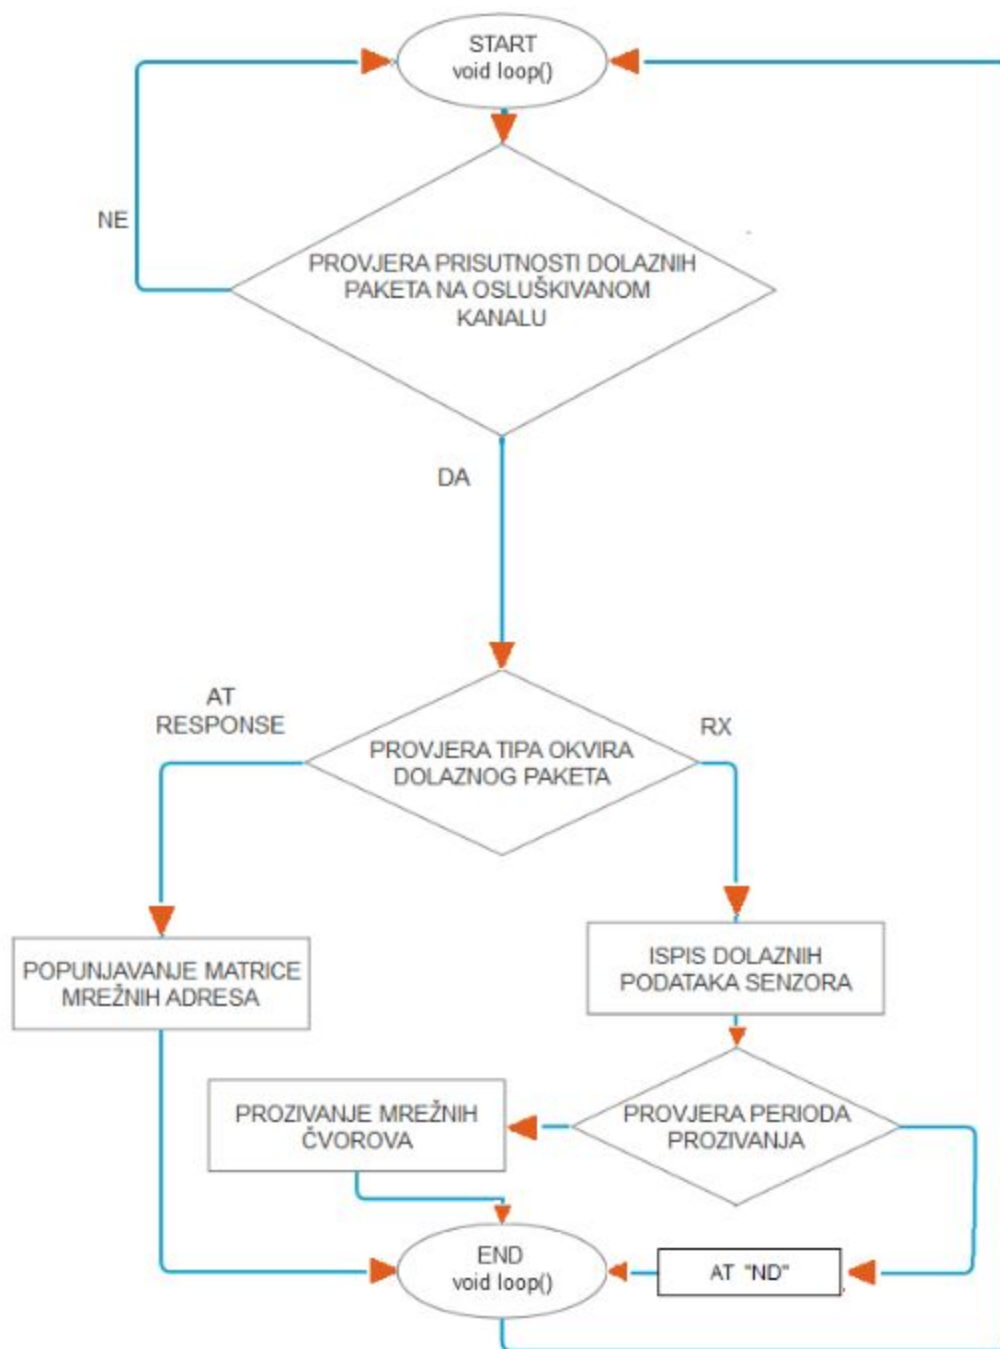 START
void loop()
NE
PROVJERA PRISUTNOSTI DOLAZNIH
PAKETA NA OSLUŠKIVANOM
KANALU
DA
AT
RESPONSE
RX
PROVJERA TIPA OKVIRA
DOLAZNOG PAKETA
POPUNJAVANJE MATRICE
MREŽNIH ADRESA
ISPIS DOLAZNIH
PODATAKA SENZORA
PROZIVANJE MREŽNIH
ČVOROVA
PROVJERA PERIODA
PROZIVANJA
END
void loop()
AT "ND"